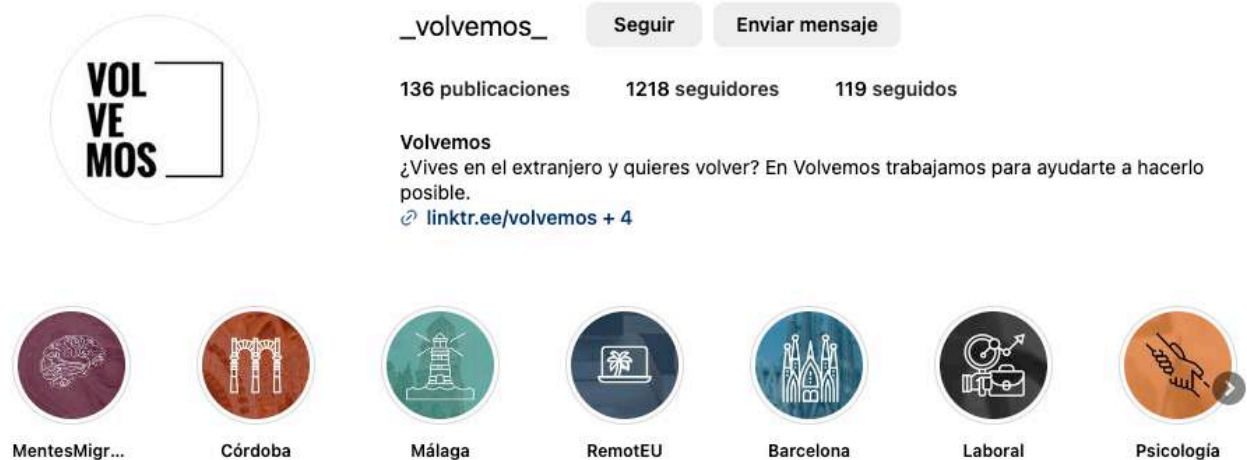 VOL
VE
MOS
_volvemos_ Seguir Enviar mensaje
136 publicaciones 1218 seguidores 119 seguidos
Volvemos
¿Vives en el extranjero y quieres volver? En Volvemos trabajamos para ayudarte a hacerlo
posible.
linktr.ee/volvemos + 4
MentesMigr... Córdoba Málaga RemotEU Barcelona Laboral Psicología